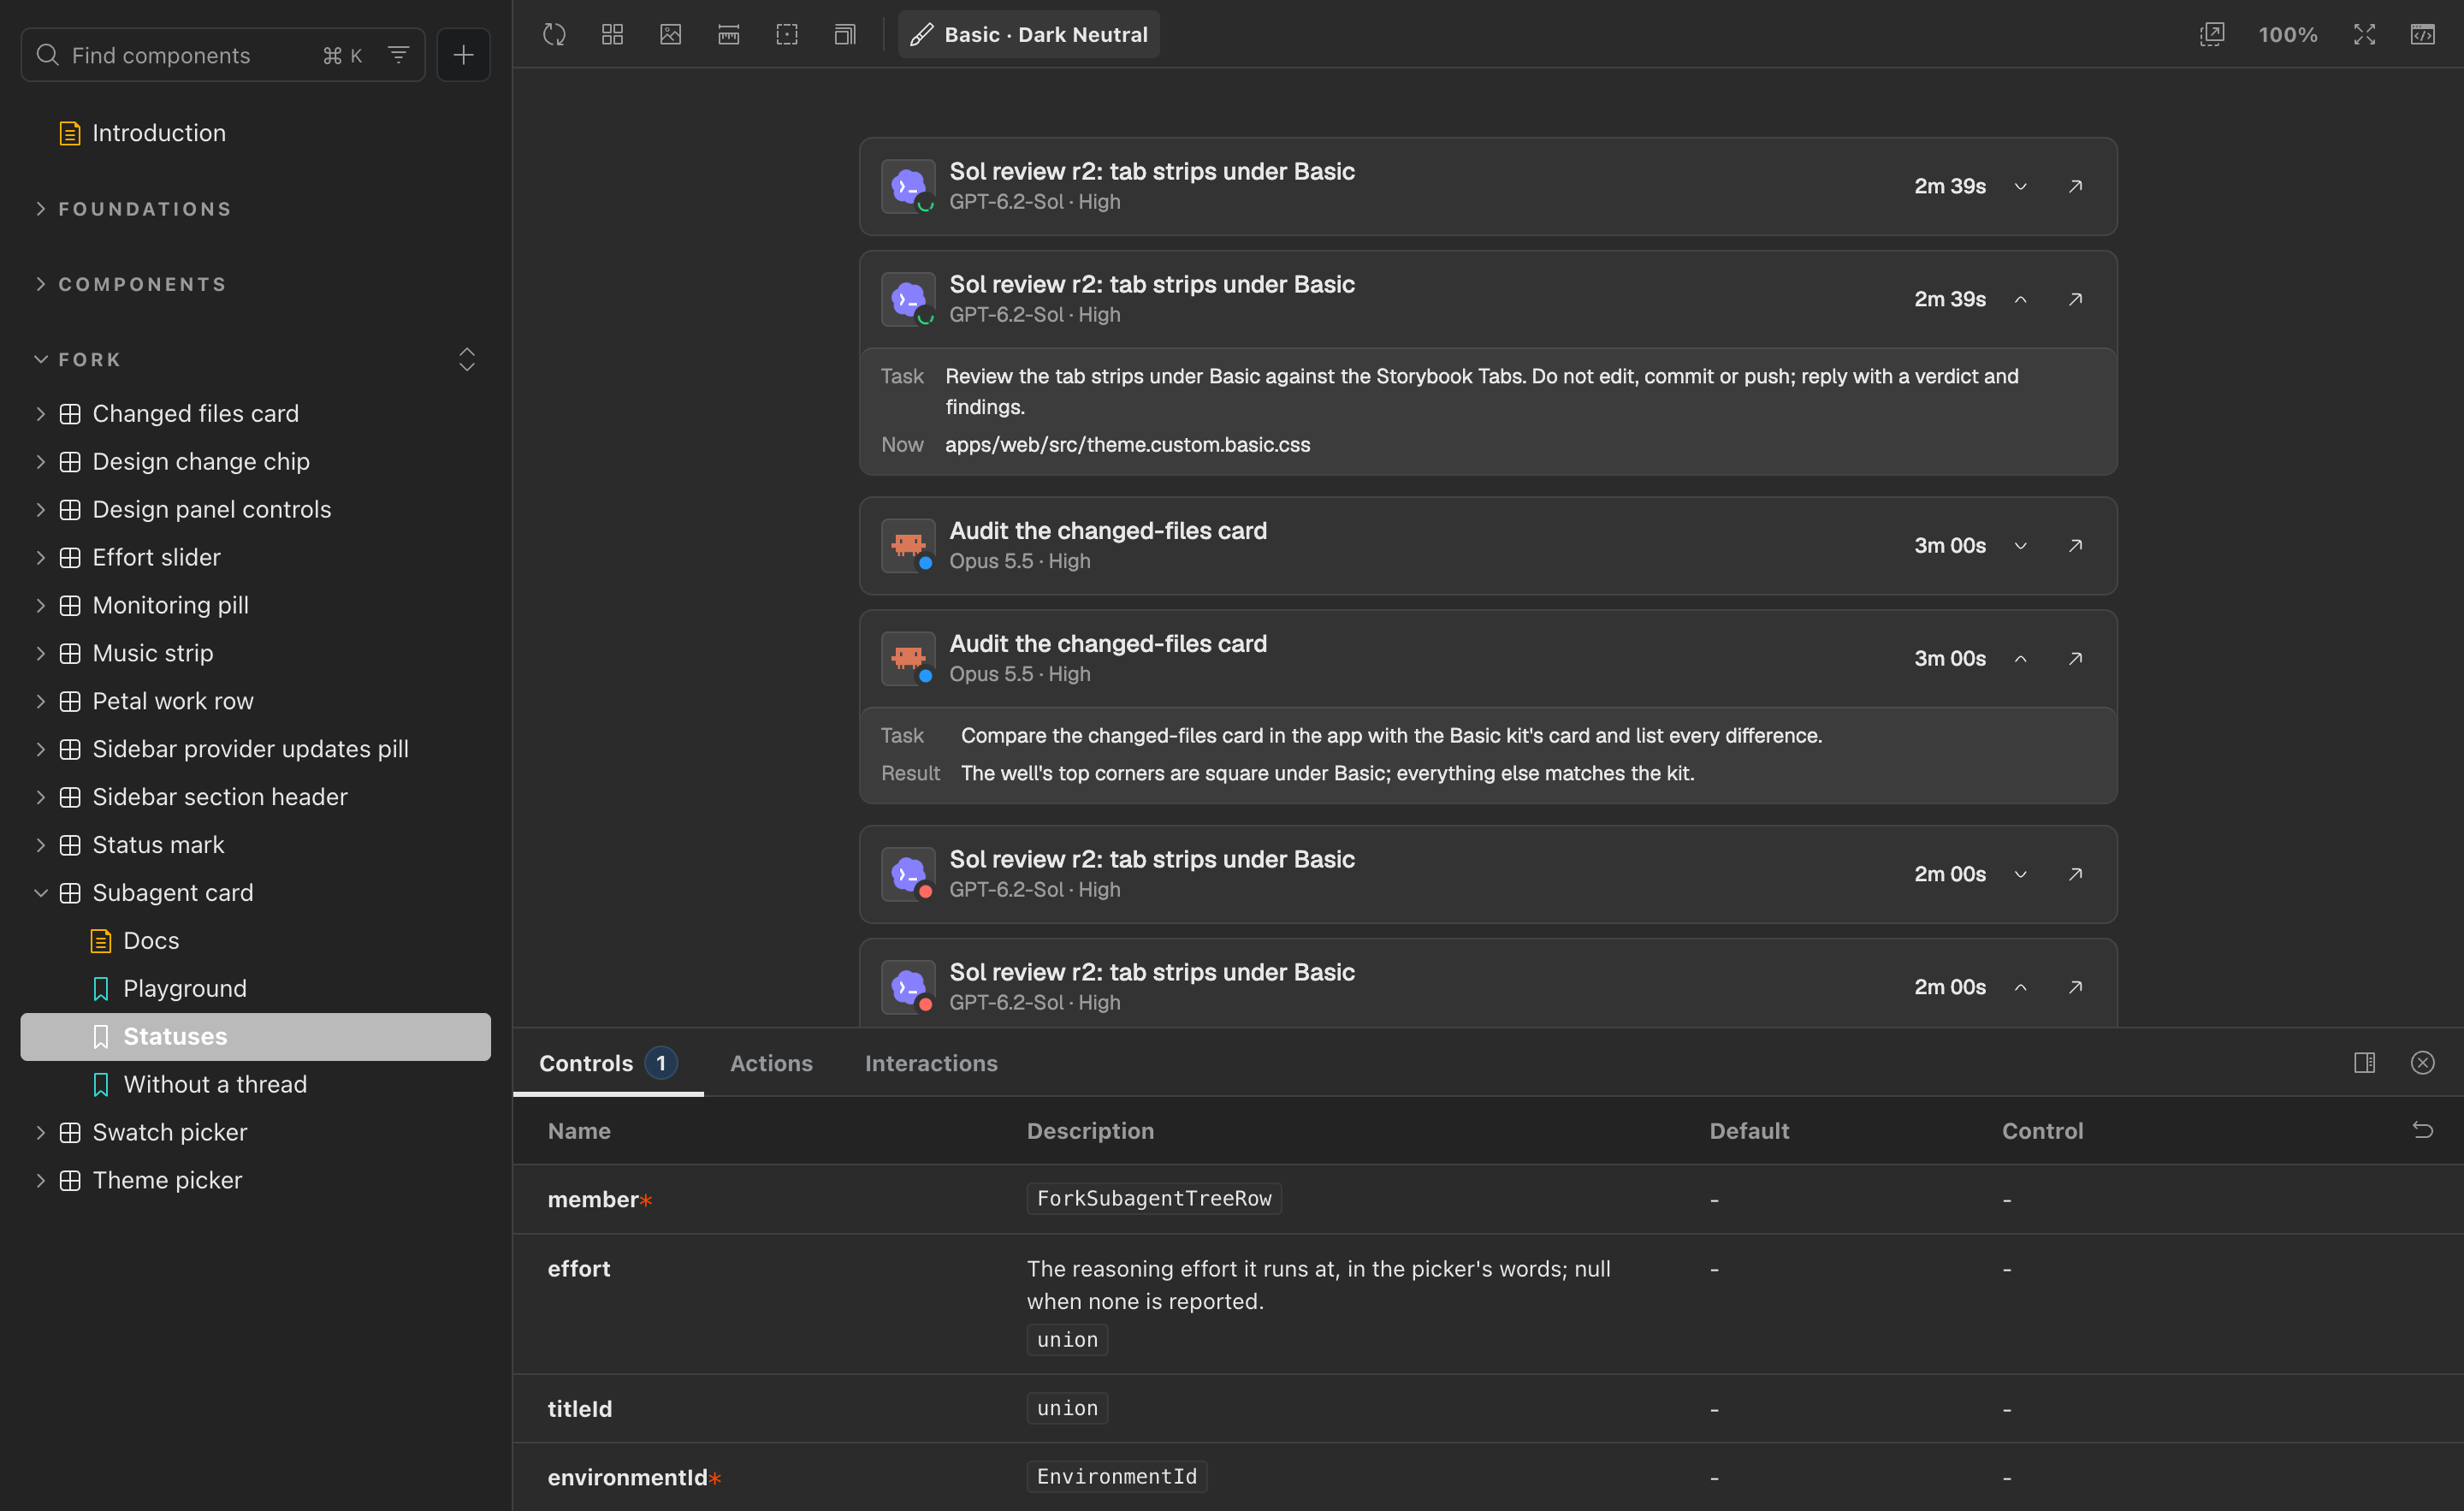 Find components
⌘ K
Introduction
FOUNDATIONS
COMPONENTS
FORK
Changed files card
Design change chip
Design panel controls
Effort slider
Monitoring pill
Music strip
Petal work row
Sidebar provider updates pill
Sidebar section header
Status mark
Subagent card
Docs
Playground
Statuses
Without a thread
Swatch picker
Theme picker
Basic · Dark Neutral
100%
Sol review r2: tab strips under Basic
GPT-6.2-Sol · High
2m 39s
Sol review r2: tab strips under Basic
GPT-6.2-Sol · High
2m 39s
Task Review the tab strips under Basic against the Storybook Tabs. Do not edit, commit or push; reply with a verdict and
findings.
Now apps/web/src/theme.custom.basic.css
Audit the changed-files card
Opus 5.5 · High
3m 00s
Audit the changed-files card
Opus 5.5 · High
3m 00s
Task Compare the changed-files card in the app with the Basic kit's card and list every difference.
Result The well's top corners are square under Basic; everything else matches the kit.
Sol review r2: tab strips under Basic
GPT-6.2-Sol · High
2m 00s
Sol review r2: tab strips under Basic
GPT-6.2-Sol · High
2m 00s
Controls 1 Actions Interactions
Name Description Default Control
member* ForkSubagentTreeRow - -
effort The reasoning effort it runs at, in the picker's words; null - -
when none is reported.
union
titleId union - -
environmentId* EnvironmentId - -